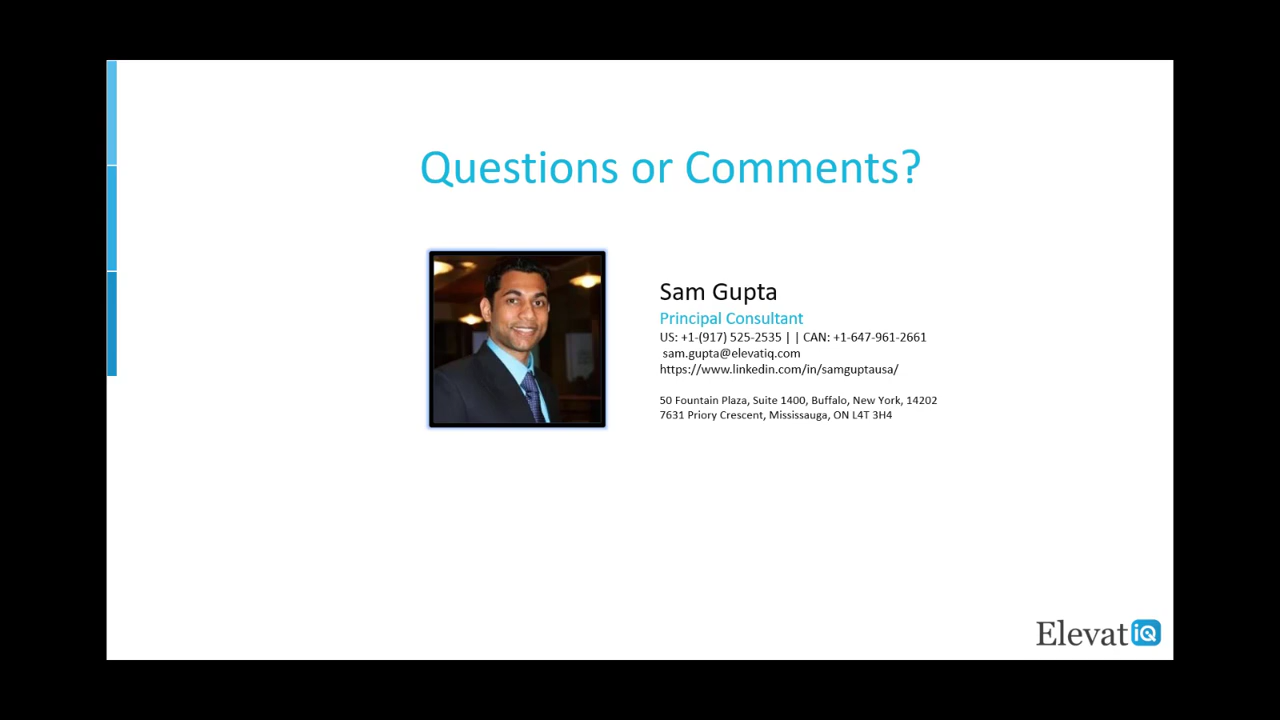 Questions or Comments?
Sam Gupta
Principal Consultant
US: +1-(917) 525-2535 | | CAN: +1-647-961-2661
sam.gupta@elevatiq.com
https://www.linkedin.com/in/samguptausa/
50 Fountain Plaza, Suite 1400, Buffalo, New York, 14202
7631 Priory Crescent, Mississauga, ON L4T 3H4
ElevatiQ